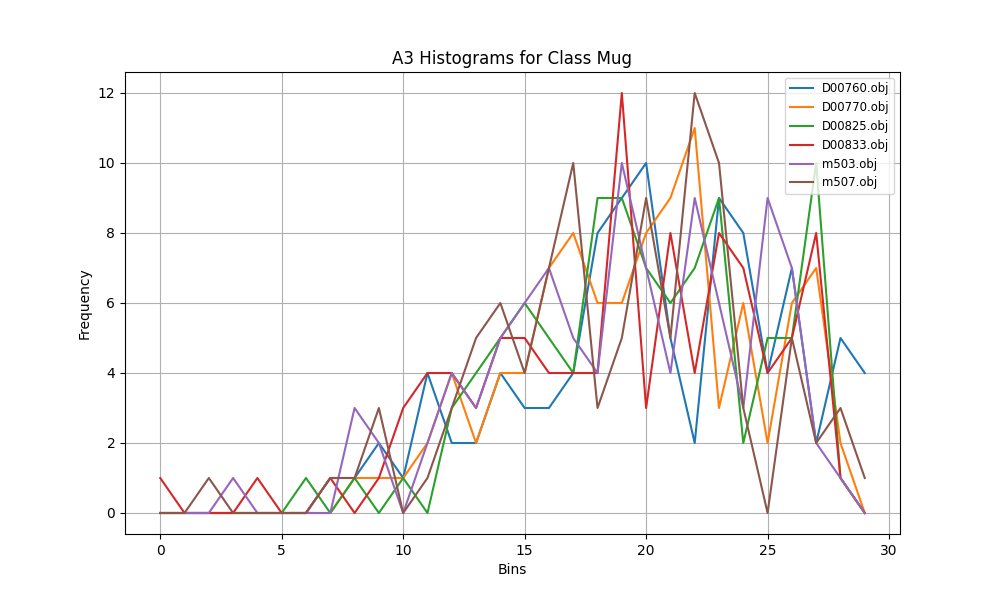 A3 Histograms for Class Mug
12
10
8
6
4
2
0
Frequency
0 5 10 15 20 25 30
Bins
D00760.obj
D00770.obj
D00825.obj
D00833.obj
m503.obj
m507.obj